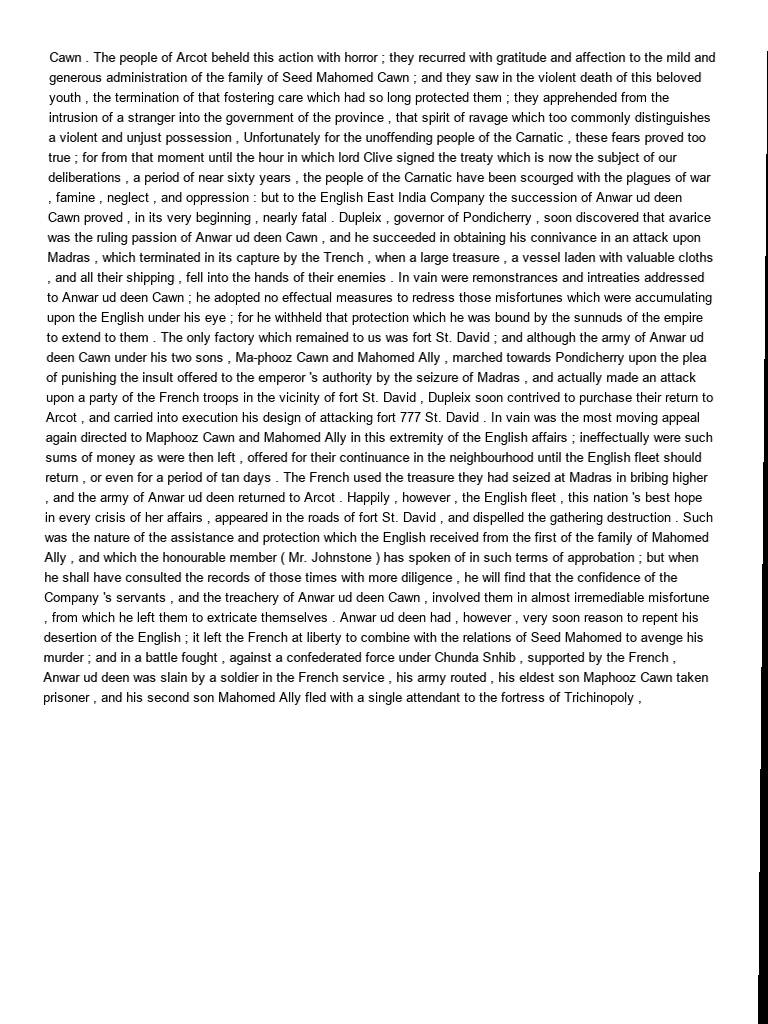 Cawn . The people of Arcot beheld this action with horror ; they recurred with gratitude and affection to the mild and
generous administration of the family of Seed Mahomed Cawn ; and they saw in the violent death of this beloved
youth , the termination of that fostering care which had so long protected them ; they apprehended from the
intrusion of a stranger into the government of the province , that spirit of ravage which too commonly distinguishes
a violent and unjust possession , Unfortunately for the unoffending people of the Carnatic , these fears proved too
true ; for from that moment until the hour in which lord Clive signed the treaty which is now the subject of our
deliberations , a period of near sixty years , the people of the Carnatic have been scourged with the plagues of war
, famine , neglect , and oppression : but to the English East India Company the succession of Anwar ud deen
Cawn proved , in its very beginning , nearly fatal . Dupleix , governor of Pondicherry , soon discovered that avarice
was the ruling passion of Anwar ud deen Cawn , and he succeeded in obtaining his connivance in an attack upon
Madras , which terminated in its capture by the Trench , when a large treasure , a vessel laden with valuable cloths
, and all their shipping , fell into the hands of their enemies . In vain were remonstrances and intreaties addressed
to Anwar ud deen Cawn ; he adopted no effectual measures to redress those misfortunes which were accumulating
upon the English under his eye ; for he withheld that protection which he was bound by the sunnuds of the empire
to extend to them . The only factory which remained to us was fort St. David ; and although the army of Anwar ud
deen Cawn under his two sons , Ma-phooz Cawn and Mahomed Ally , marched towards Pondicherry upon the plea
of punishing the insult offered to the emperor 's authority by the seizure of Madras , and actually made an attack
upon a party of the French troops in the vicinity of fort St. David , Dupleix soon contrived to purchase their return to
Arcot , and carried into execution his design of attacking fort 777 St. David . In vain was the most moving appeal
again directed to Maphooz Cawn and Mahomed Ally in this extremity of the English affairs ; ineffectually were such
sums of money as were then left , offered for their continuance in the neighbourhood until the English fleet should
return , or even for a period of tan days . The French used the treasure they had seized at Madras in bribing higher
, and the army of Anwar ud deen returned to Arcot . Happily , however , the English fleet , this nation 's best hope
in every crisis of her affairs , appeared in the roads of fort St. David , and dispelled the gathering destruction . Such
was the nature of the assistance and protection which the English received from the first of the family of Mahomed
Ally , and which the honourable member ( Mr. Johnstone ) has spoken of in such terms of approbation ; but when
he shall have consulted the records of those times with more diligence , he will find that the confidence of the
Company 's servants , and the treachery of Anwar ud deen Cawn , involved them in almost irremediable misfortune
, from which he left them to extricate themselves . Anwar ud deen had , however , very soon reason to repent his
desertion of the English ; it left the French at liberty to combine with the relations of Seed Mahomed to avenge his
murder ; and in a battle fought , against a confederated force under Chunda Snhib , supported by the French ,
Anwar ud deen was slain by a soldier in the French service , his army routed , his eldest son Maphooz Cawn taken
prisoner , and his second son Mahomed Ally fled with a single attendant to the fortress of Trichinopoly ,